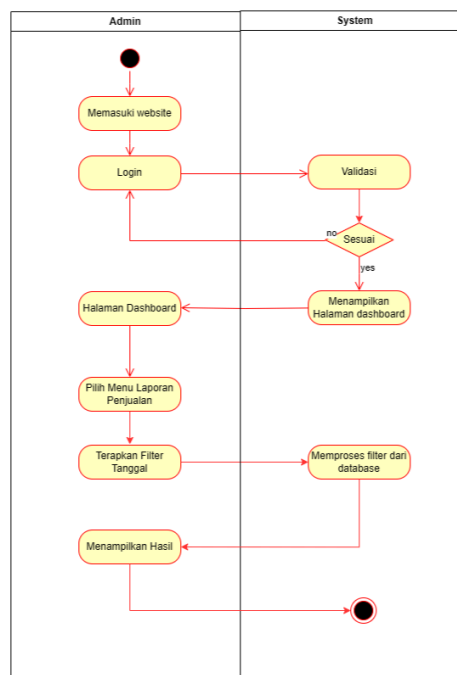 Admin
System
Memasuki website
Login
Validasi
no
Sesuai
yes
Halaman Dashboard
Menampilkan
Halaman dashboard
Pilih Menu Laporan
Penjualan
Terapkan Filter
Tanggal
Memproses filter dari
database
Menampilkan Hasil